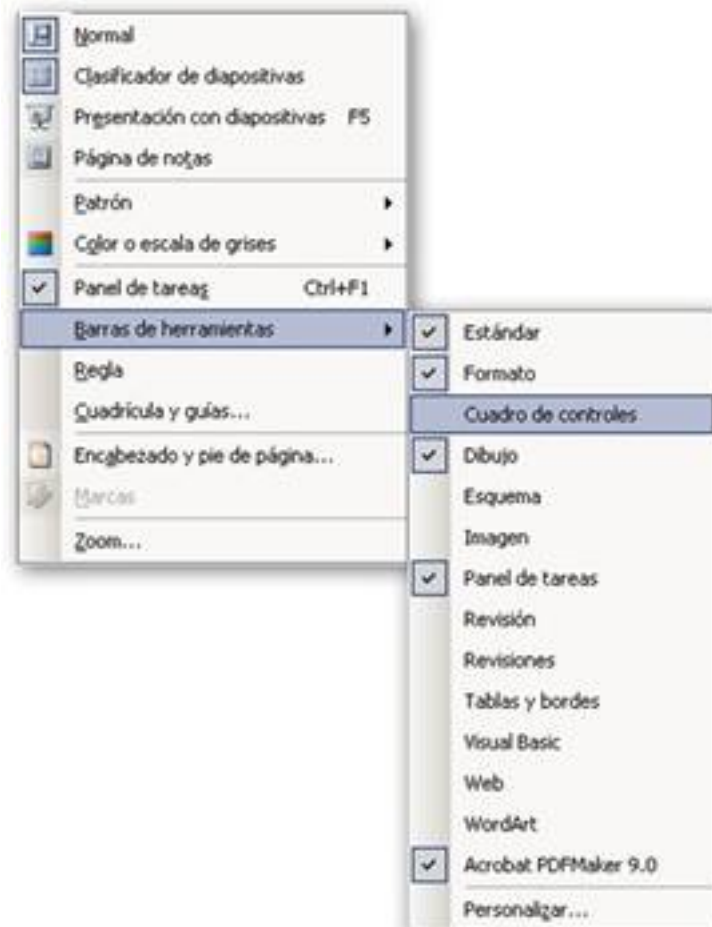 Normal
Clasificador de diapositivas
Presentación con diapositivas F5
Página de notas
Patrón
Color o escala de grises
Panel de tareas Ctrl+F1
Barras de herramientas
Regla
Cuadrícula y guías...
Encabezado y pie de página...
Marcas
Zoom...
Estándar
Formato
Cuadro de controles
Dibujo
Esquema
Imagen
Panel de tareas
Revisión
Revisiones
Tablas y bordes
Visual Basic
Web
WordArt
Acrobat PDFMaker 9.0
Personalizar...